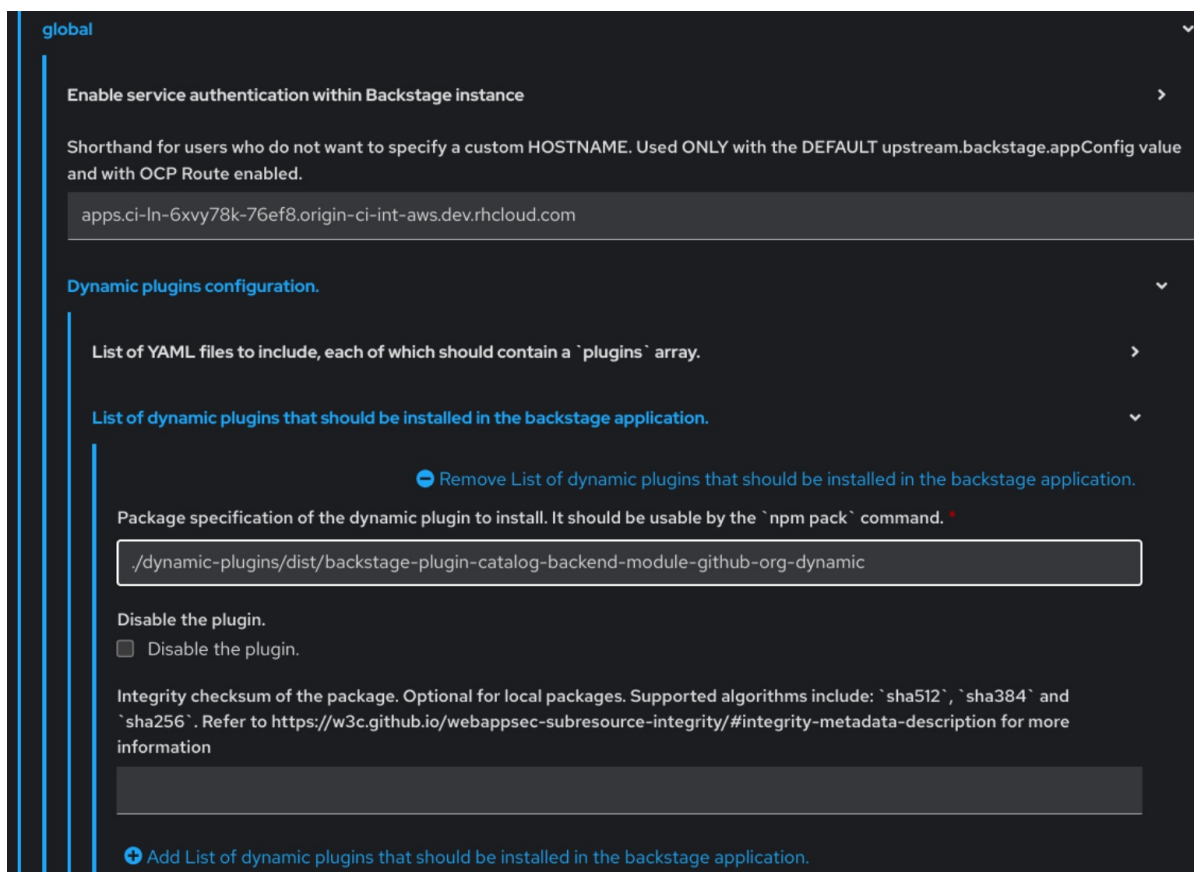 global
Enable service authentication within Backstage instance
Shorthand for users who do not want to specify a custom HOSTNAME. Used ONLY with the DEFAULT upstream.backstage.appConfig value
and with OCP Route enabled.
apps.ci-ln-6xvy78k-76ef8.origin-ci-int-aws.dev.rhcloud.com
Dynamic plugins configuration.
List of YAML files to include, each of which should contain a `plugins` array.
List of dynamic plugins that should be installed in the backstage application.
Remove List of dynamic plugins that should be installed in the backstage application.
Package specification of the dynamic plugin to install. It should be usable by the `npm pack` command. *
./dynamic-plugins/dist/backstage-plugin-catalog-backend-module-github-org-dynamic
Disable the plugin.
Disable the plugin.
Integrity checksum of the package. Optional for local packages. Supported algorithms include: `sha512`, `sha384` and
`sha256`. Refer to https://w3c.github.io/webappsec-subresource-integrity/#integrity-metadata-description for more
information
Add List of dynamic plugins that should be installed in the backstage application.